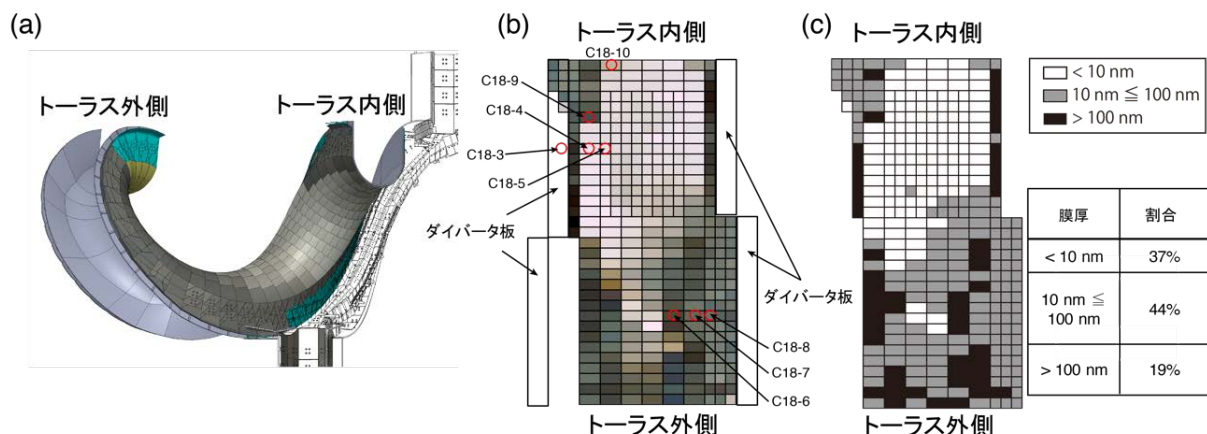 (a)
トーラス外側
トーラス内側
(b)
トーラス内側
C18-10
C18-9
C18-4
C18-3
C18-5
ダイバータ板
ダイバータ板
C18-8
C18-7
C18-6
トーラス外側
(c)
トーラス内側
< 10 nm
10 nm ≦ 100 nm
> 100 nm
膜厚 割合
< 10 nm 37%
10 nm ≦
100 nm 44%
> 100 nm 19%
トーラス外側